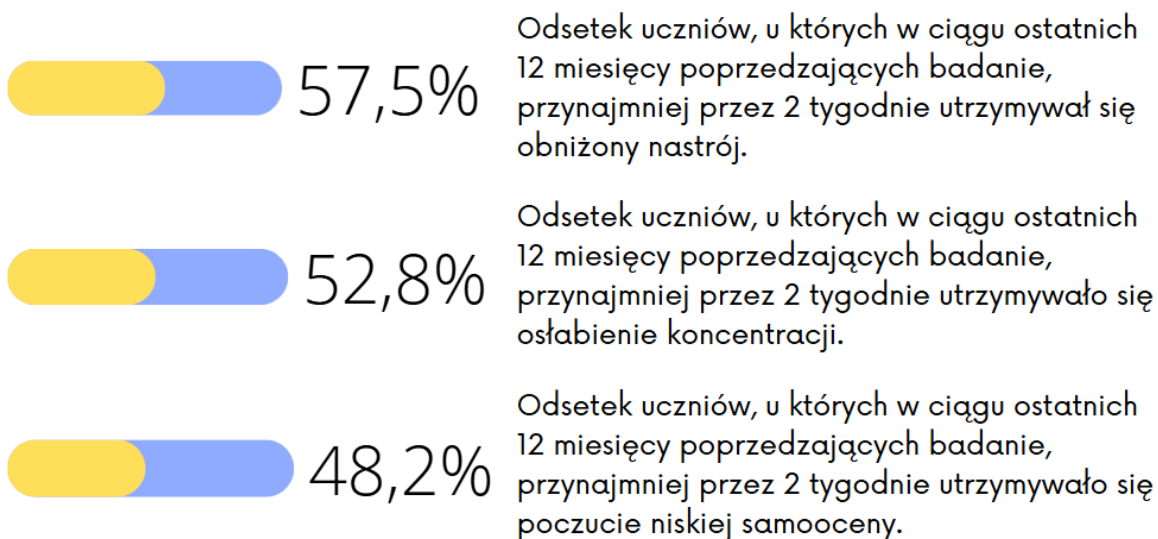 57,5%
Odsetek uczniów, u których w ciągu ostatnich
12 miesięcy poprzedzających badanie,
przynajmniej przez 2 tygodnie utrzymywał się
obniżony nastrój.
52,8%
Odsetek uczniów, u których w ciągu ostatnich
12 miesięcy poprzedzających badanie,
przynajmniej przez 2 tygodnie utrzymywało się
osłabienie koncentracji.
48,2%
Odsetek uczniów, u których w ciągu ostatnich
12 miesięcy poprzedzających badanie,
przynajmniej przez 2 tygodnie utrzymywało się
poczucie niskiej samooceny.